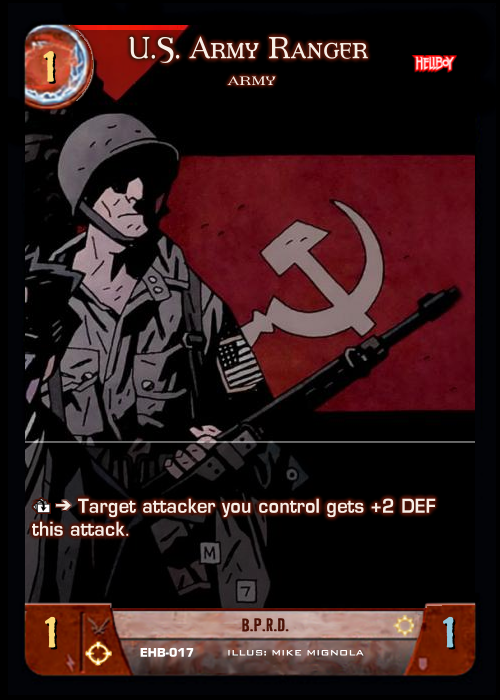 1
U.S. ARMY RANGER
ARMY
HELLBOY
→ Target attacker you control gets +2 DEF
this attack.
M
7
1
B.P.R.D.
1
EHB-017 ILLUS: MIKE MIGNOLA